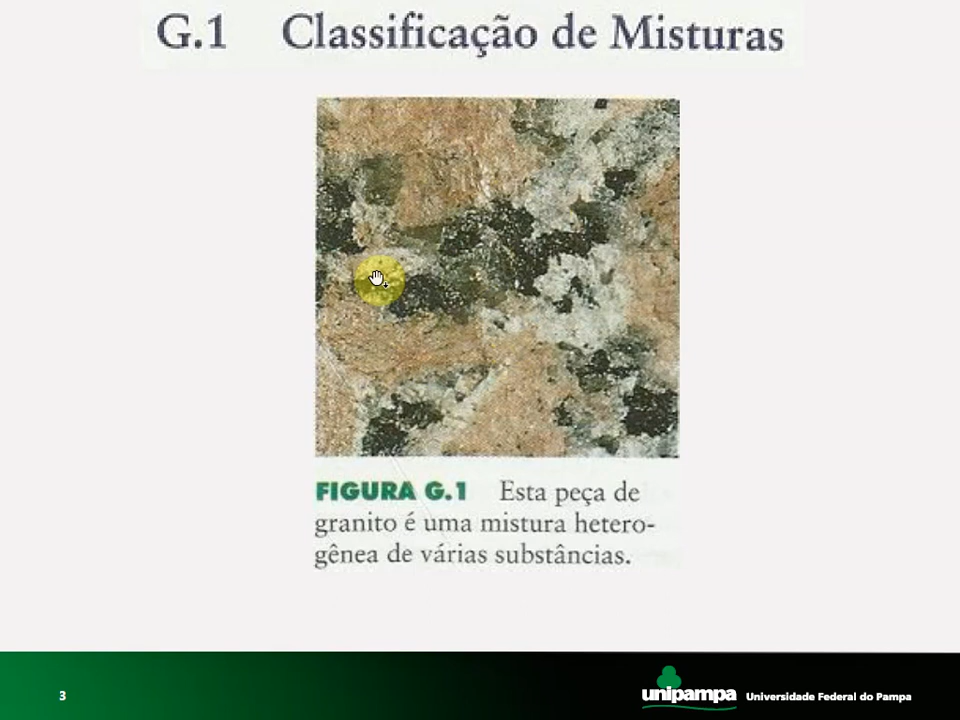 G.1 Classificação de Misturas
FIGURA G.1 Esta peça de
granito é uma mistura hetero-
gênea de várias substâncias.
3
unipampa
Universidade Federal do Pampa